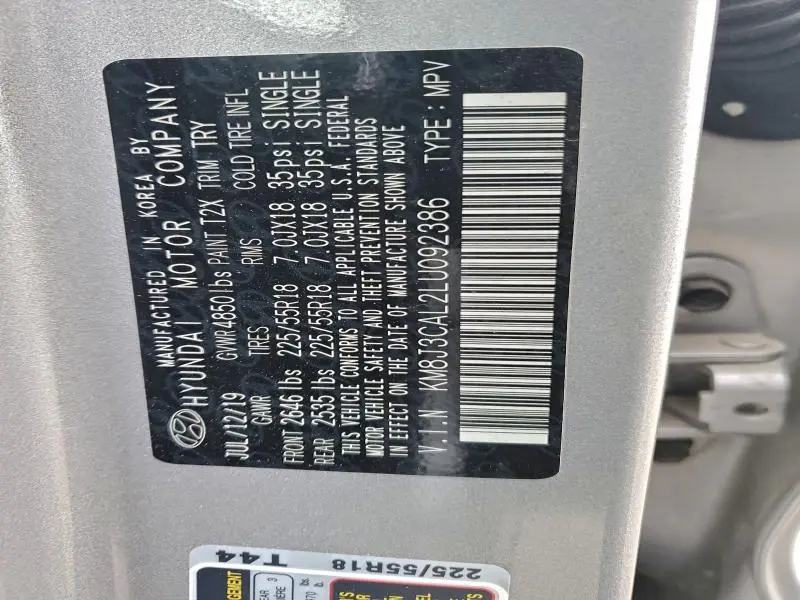 MANUFACTURED IN KOREA BY
HYUNDAI MOTOR COMPANY
JUL/12/19 GVWR 4850 lbs PAINT T2X TRIM TRY
GAWR TIRES RIMS COLD TIRE INFL
FRONT 2646 lbs 225/55R18 7.0JX18 35psi SINGLE
REAR 2535 lbs 225/55R18 7.0JX18 35psi SINGLE
THIS VEHICLE CONFORMS TO ALL APPLICABLE U.S.A. FEDERAL
MOTOR VEHICLE SAFETY AND THEFT PREVENTION STANDARDS
IN EFFECT ON THE DATE OF MANUFACTURE SHOWN ABOVE
V.I.N KM8J3CAL2LU092386 TYPE : MPV
225/55R18
T44